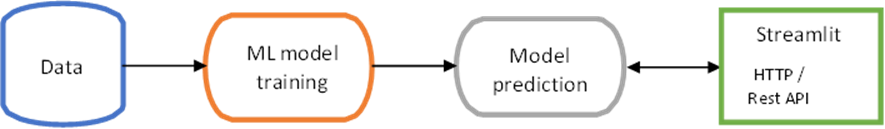 Data
ML model
training
Model
prediction
Streamlit
HTTP /
Rest API